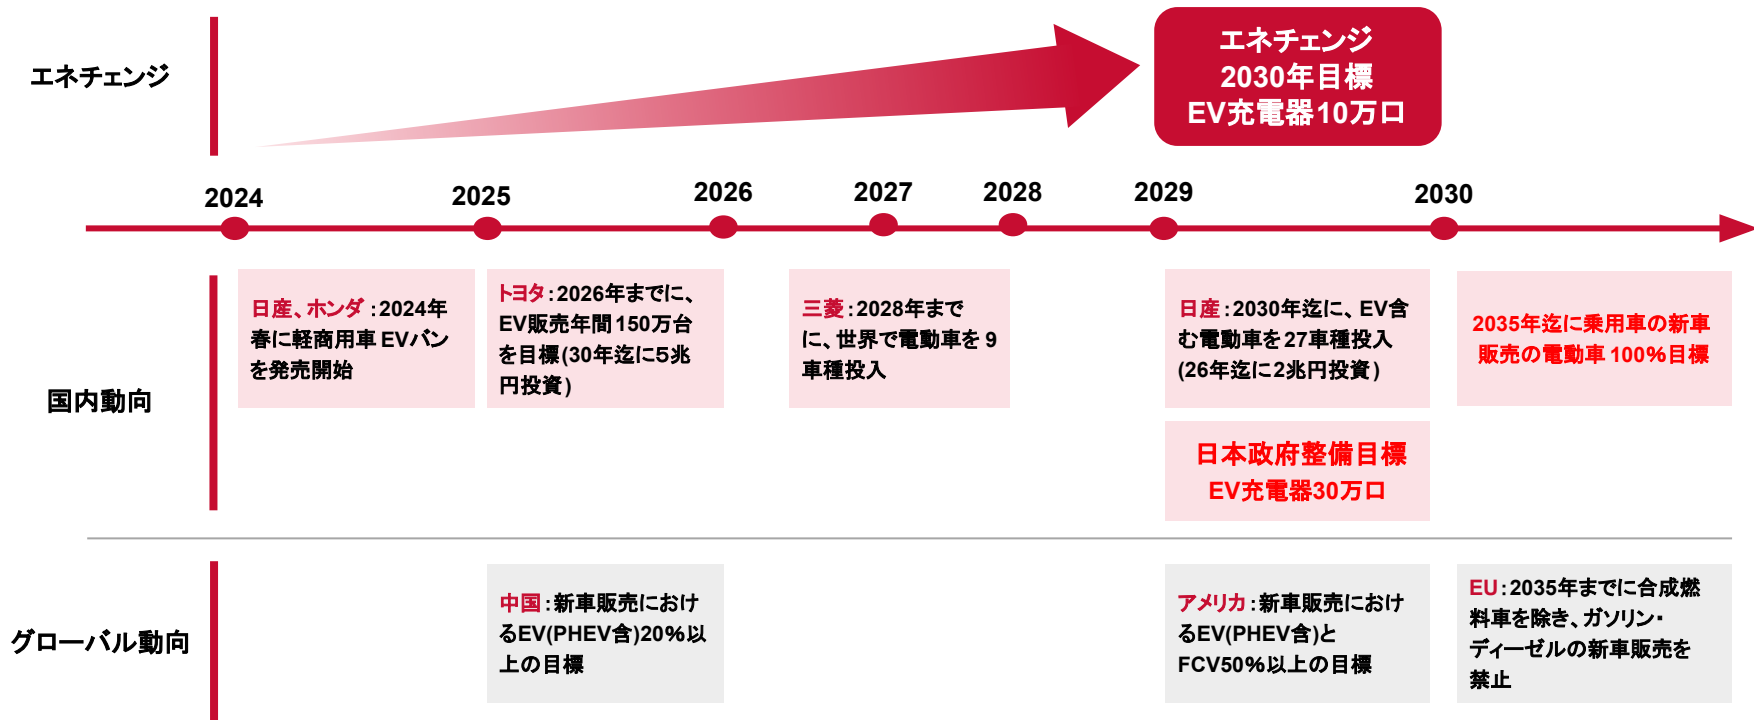 エネチェンジ
エネチェンジ
2030年目標
EV充電器10万口
2024
2025
2026
2027
2028
2029
2030
国内動向
日産、ホンダ:2024年
春に軽商用車 EVバン
を発売開始
トヨタ:2026年までに、
EV販売年間150万台
を目標(30年迄に5兆
円投資)
三菱:2028年まで
に、世界で電動車を 9
車種投入
日産:2030年迄に、EV含
む電動車を27車種投入
(26年迄に2兆円投資)
2035年迄に乗用車の新車
販売の電動車 100%目標
日本政府整備目標
EV充電器30万口
グローバル動向
中国:新車販売におけ
るEV(PHEV含)20%以
上の目標
アメリカ:新車販売におけ
るEV(PHEV含)と
FCV50%以上の目標
EU:2035年までに合成燃
料車を除き、ガソリン・
ディーゼルの新車販売を
禁止